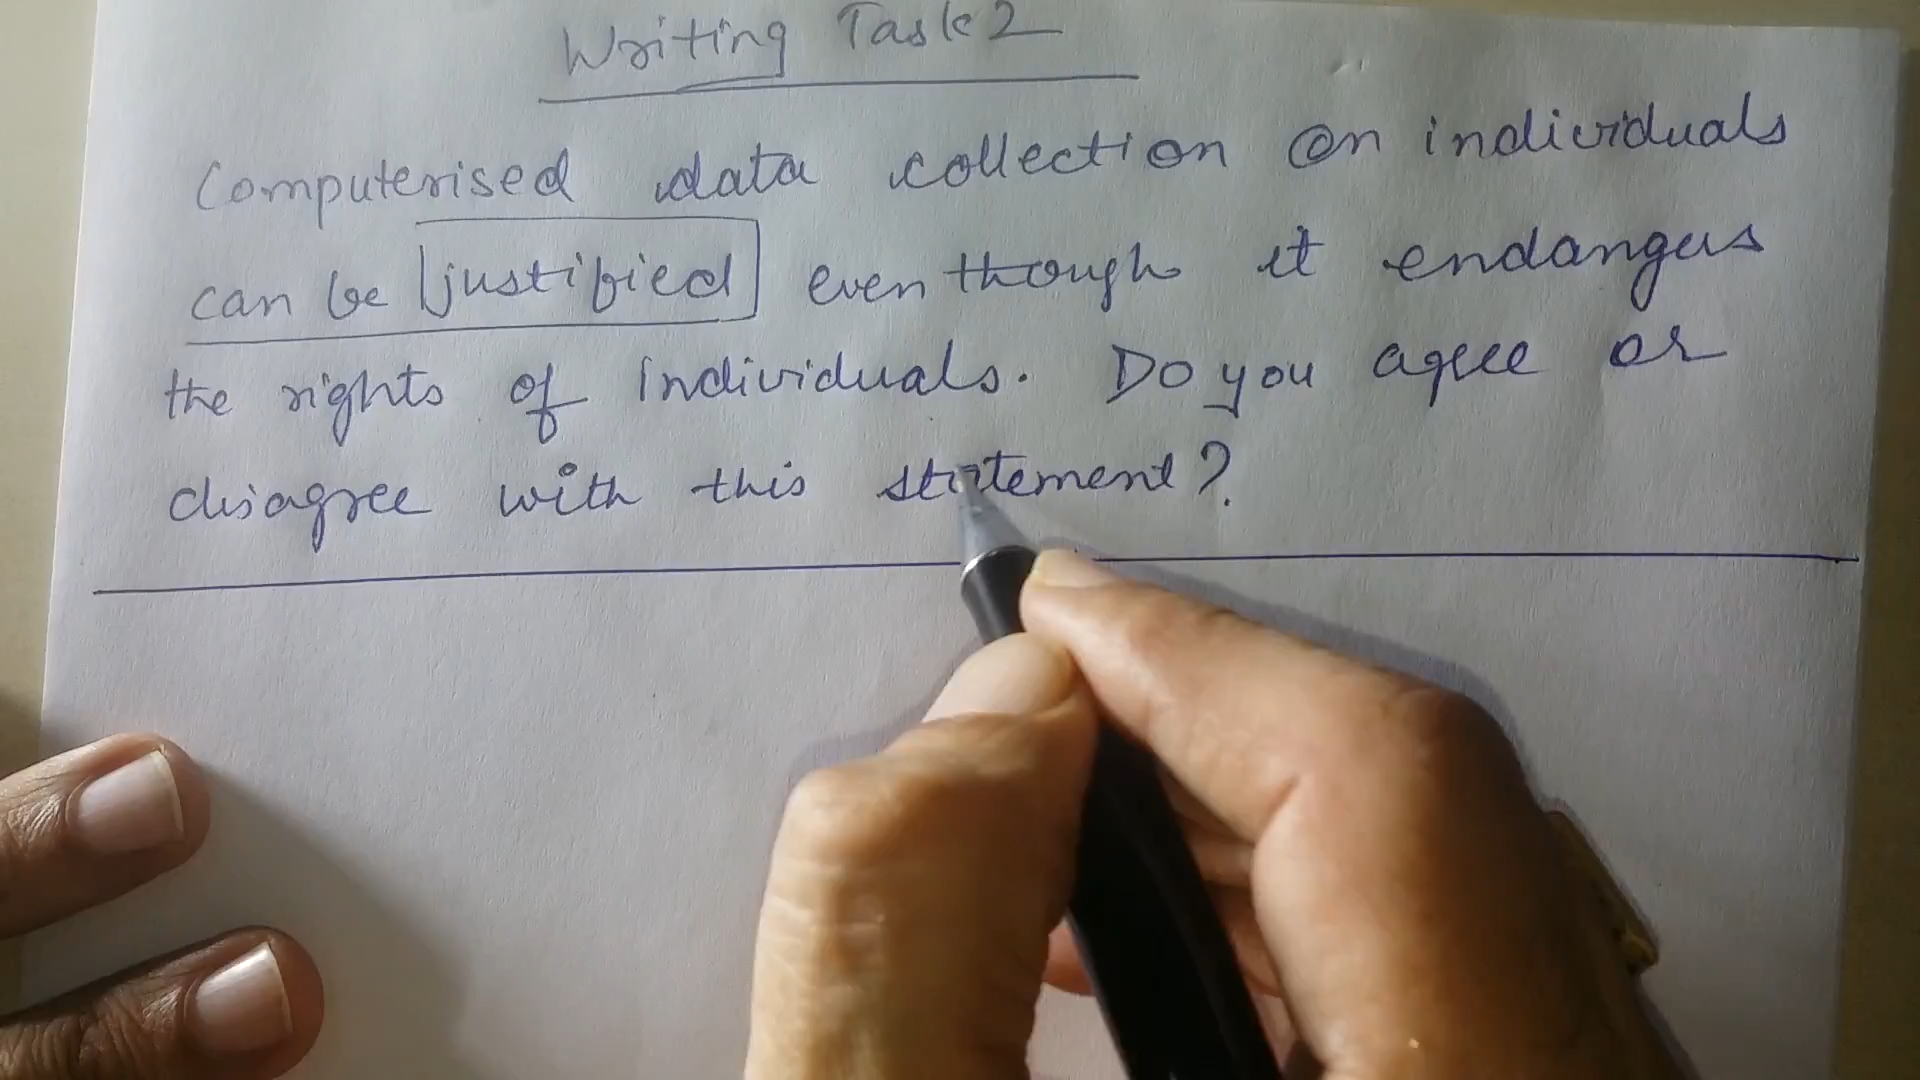 Writing Task 2
Computerised data collection on individuals
can be justified even though it endangers
the rights of individuals. Do you agree or
disagree with this statement?